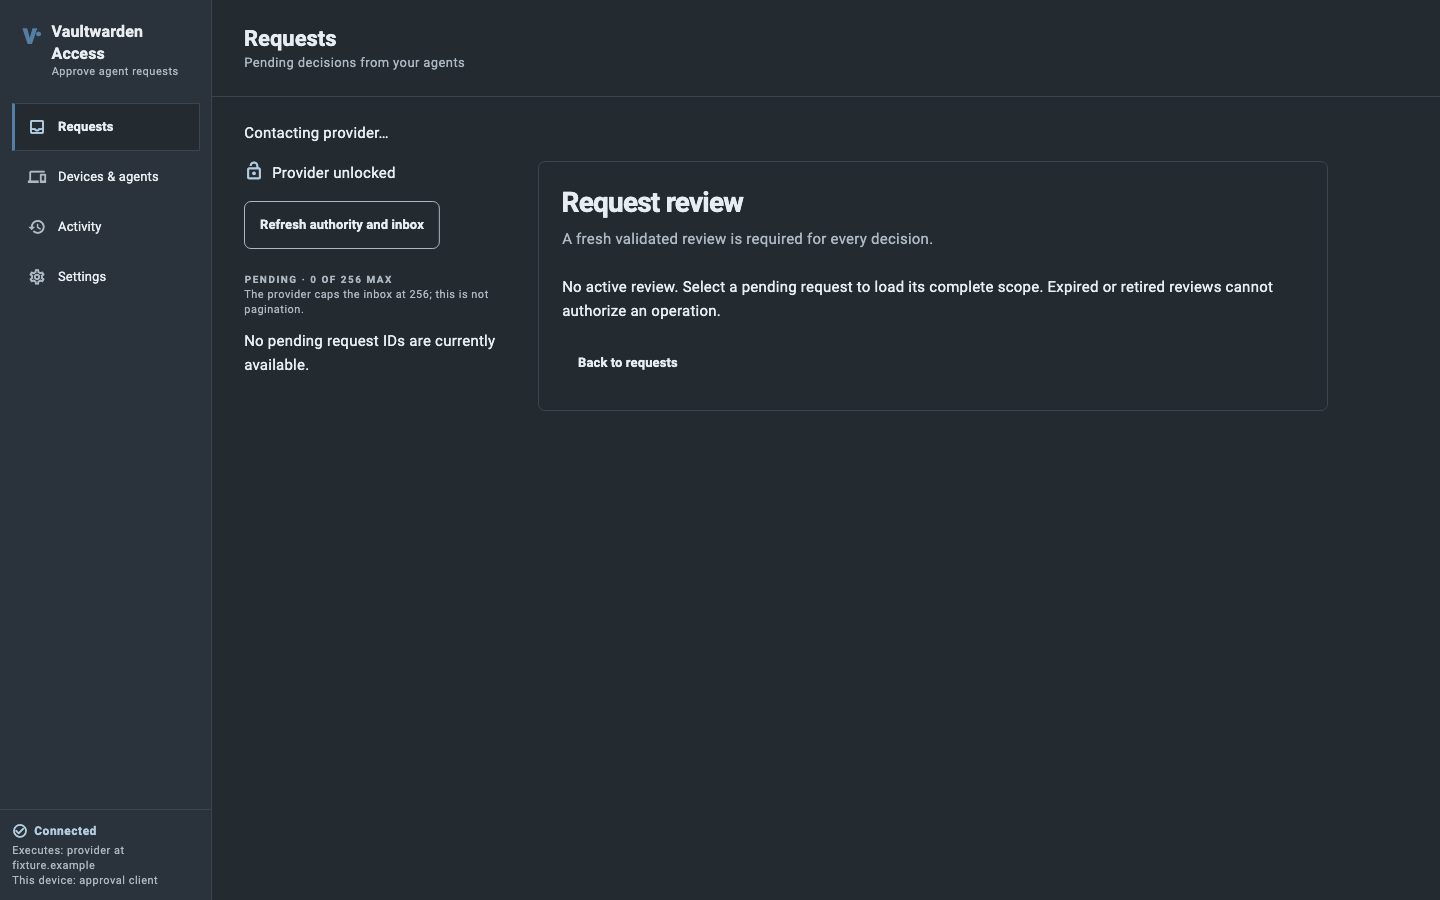 Vaultwarden
Access
Approve agent requests
Requests
Devices & agents
Activity
Settings
Connected
Executes: provider at
fixture.example
This device: approval client
Requests
Pending decisions from your agents
Contacting provider…
Provider unlocked
Refresh authority and inbox
PENDING · 0 OF 256 MAX
The provider caps the inbox at 256; this is not
pagination.
No pending request IDs are currently
available.
Request review
A fresh validated review is required for every decision.
No active review. Select a pending request to load its complete scope. Expired or retired reviews cannot
authorize an operation.
Back to requests